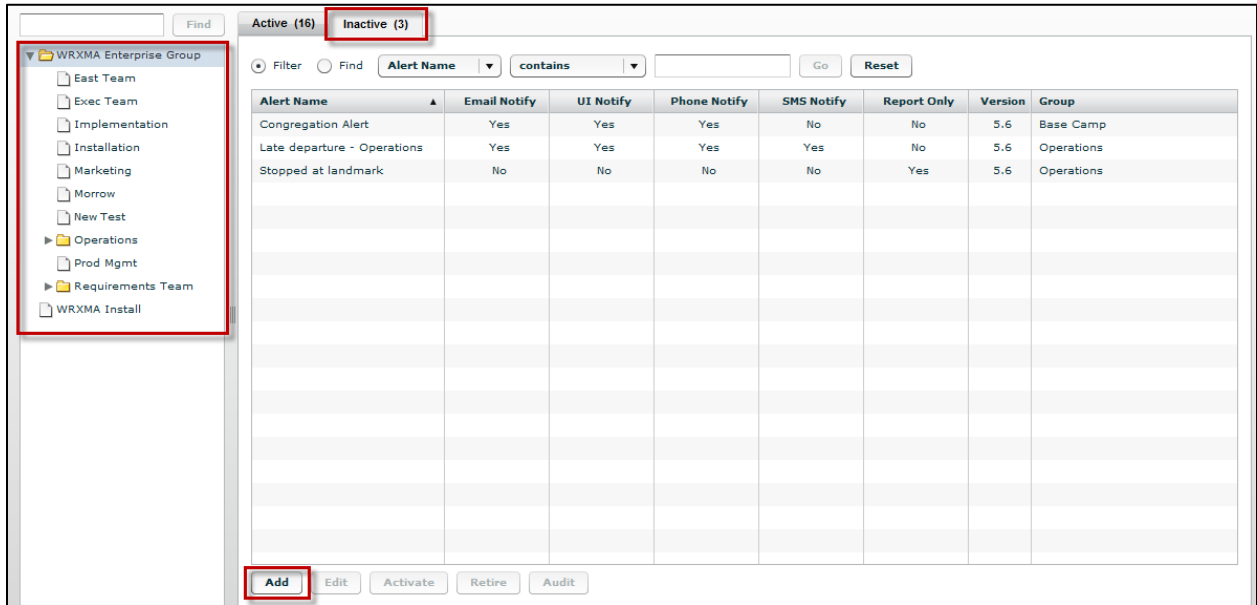 Find
WRXMA Enterprise Group
East Team
Exec Team
Implementation
Installation
Marketing
Morrow
New Test
Operations
Prod Mgmt
Requirements Team
WRXMA Install
Active (16) Inactive (3)
Filter Find Alert Name contains Go Reset
Alert Name Email Notify UI Notify Phone Notify SMS Notify Report Only Version Group
Congregation Alert Yes Yes Yes No No 5.6 Base Camp
Late departure - Operations Yes Yes Yes Yes No 5.6 Operations
Stopped at landmark No No No No Yes 5.6 Operations
Add Edit Activate Retire Audit